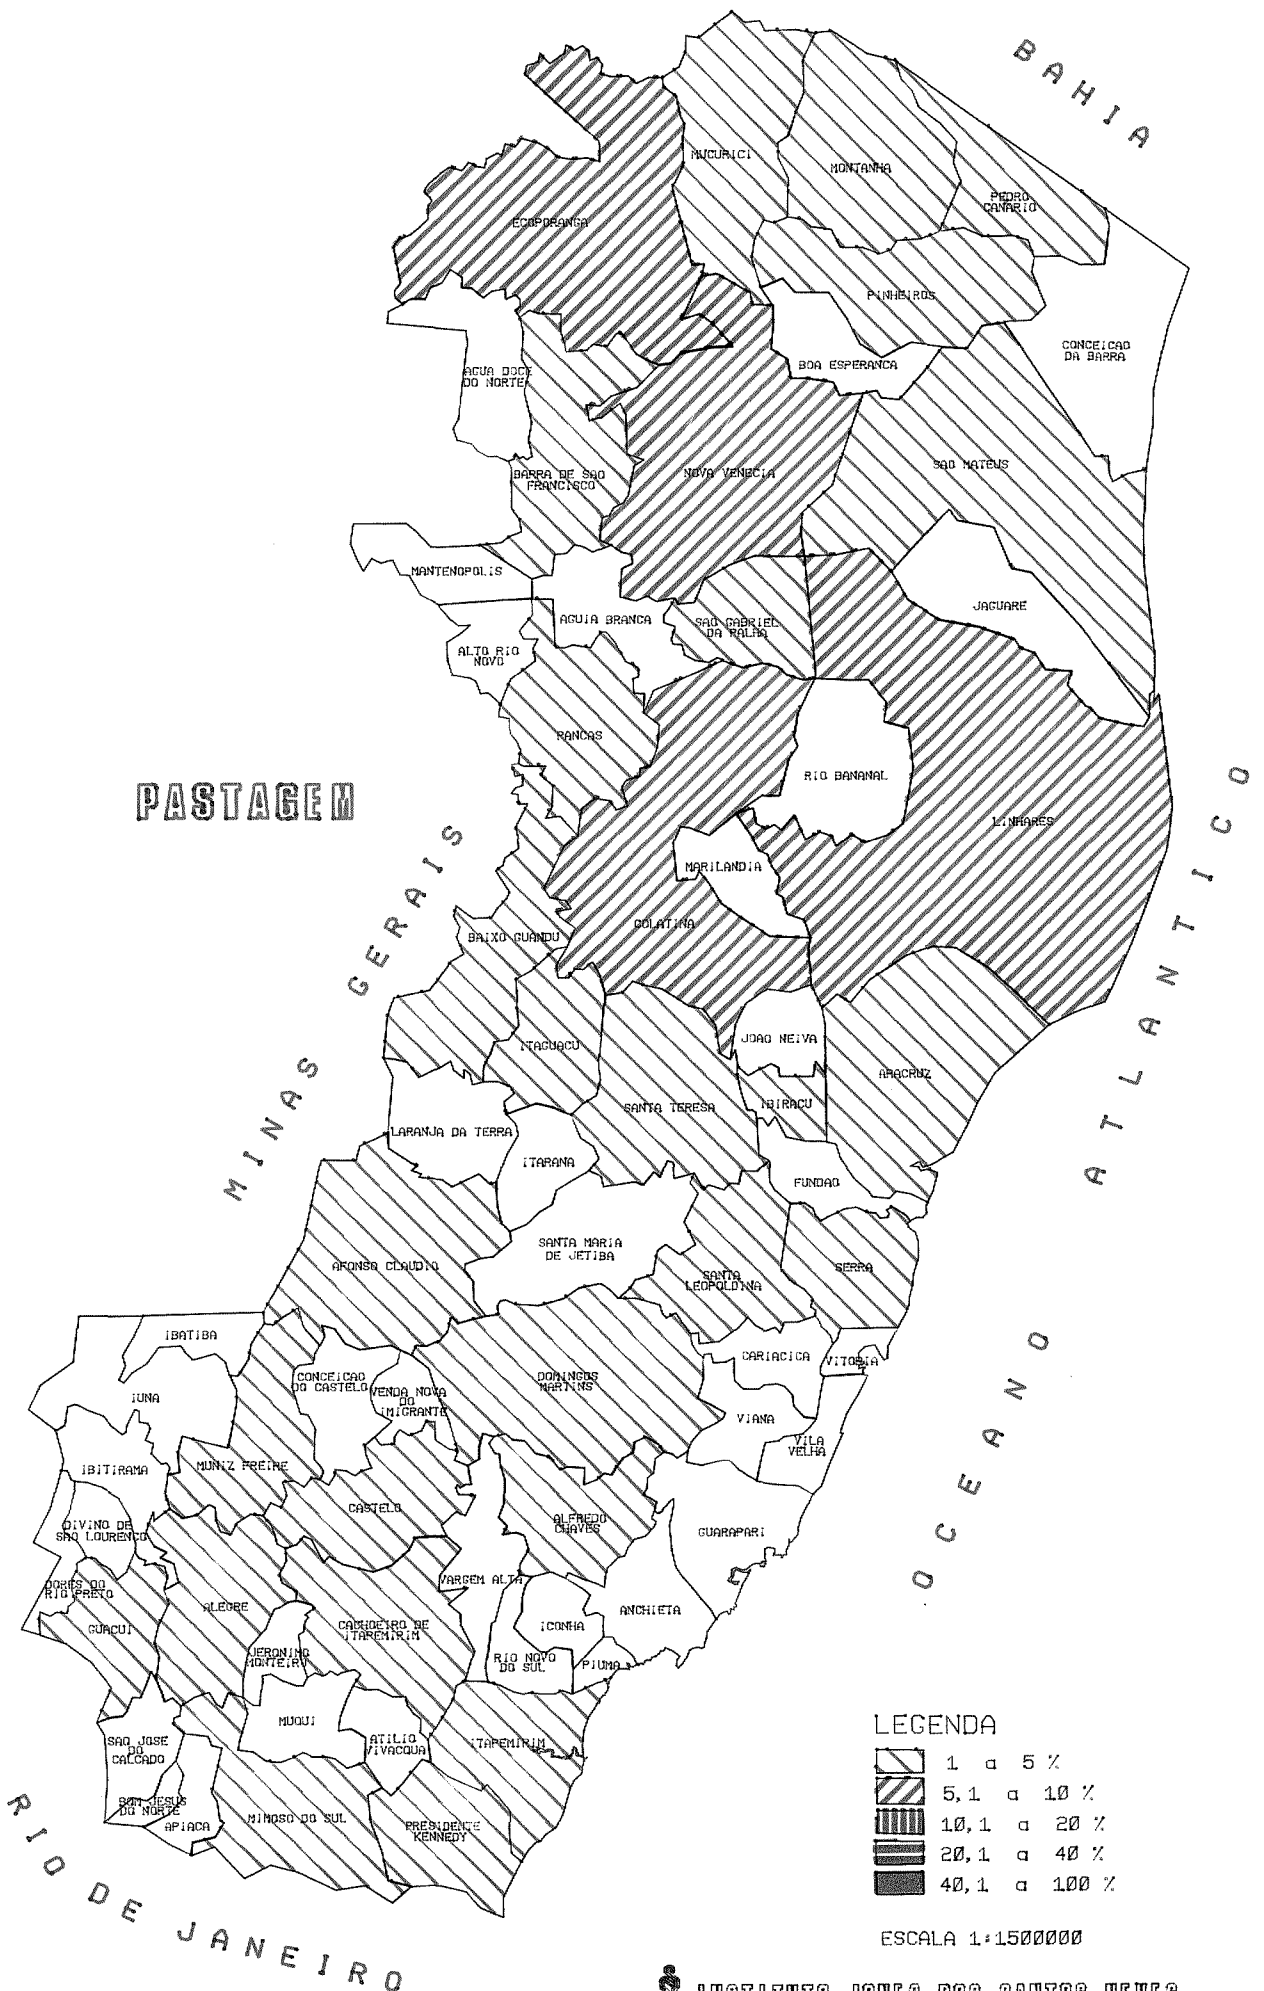 BAHIA
MUCURICI
MONTANHA
PEDRO
CANARIO
ECOPORANGA
PINHEIROS
CONCEICAO
DA BARRA
BOA ESPERANCA
AGUA DOCE
DO NORTE
SAO MATEUS
NOVA VENECIA
BARRA DE SAO
FRANCISCO
MANTENOPOLIS
JAGUARE
AGUIA BRANCA
SAO GABRIEL
DA PALHA
ALTO RIO
NOVO
PANCAS
RIO BANANAL
PASTAGEM
LINHARES
MARILANDIA
COLATINA
BAIXO GUANDU
MINAS GERAIS
OCEANO ATLANTICO
JOAO NEIVA
ITAGUACU
ARACRUZ
IBIRACU
SANTA TERESA
LARANJA DA TERRA
ITARANA
FUNDAO
SANTA MARIA
DE JETIBA
AFONSO CLAUDIO
SERRA
SANTA
LEOPOLDINA
IBATIBA
CARIACICA
VITORIA
CONCEICAO
DO CASTELO
DOMINGOS
MARTINS
VENDA NOVA
DO
IMIGRANTE
IUNA
VIANA
VILA
VELHA
MUNIZ FREIRE
IBITIRAMA
CASTELO
ALFREDO
CHAVES
DIVINO DE
SAO LOURENCO
GUARAPARI
VARGEM ALTA
DORES DO
RIO PRETO
ALEGRE
ANCHIETA
GUACUI
CACHOEIRO DE
ITAPEMIRIM
ICONHA
JERONIMO
MONTEIRO
RIO NOVO
DO SUL
PIUMA
MUQUI
SAO JOSE
DO
CALCADO
ATILIO
VIVACQUA
ITAPEMIRIM
BOM JESUS
DO NORTE
APIACA
MIMOSO DO SUL
PRESIDENTE
KENNEDY
RIO DE JANEIRO
LEGENDA
1 a 5 %
5,1 a 10 %
10,1 a 20 %
20,1 a 40 %
40,1 a 100 %
ESCALA 1:1500000
INSTITUTO JONES DOS SANTOS NEVES